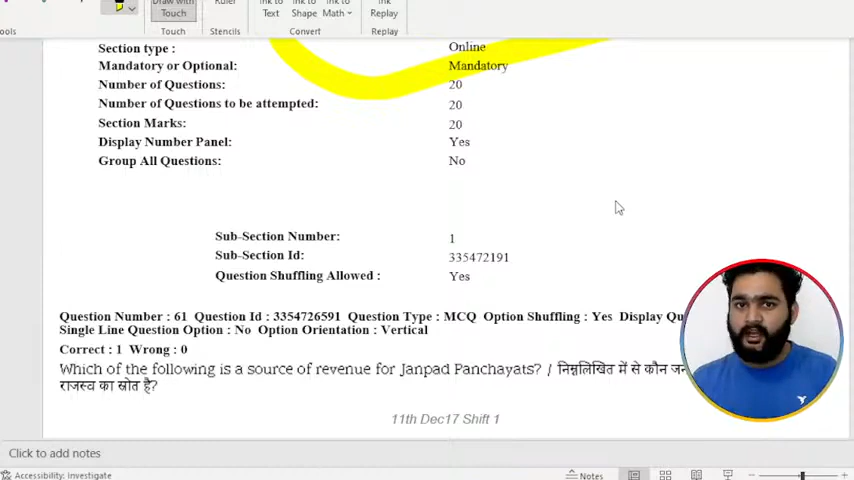 Draw with
Touch
Ruler
Ink to
Text
Ink to
Shape
Ink to
Math
Ink
Replay
ools
Touch
Stencils
Convert
Replay
Section type :
Online
Mandatory or Optional:
Mandatory
Number of Questions:
20
Number of Questions to be attempted:
20
Section Marks:
20
Display Number Panel:
Yes
Group All Questions:
No
Sub-Section Number:
1
Sub-Section Id:
335472191
Question Shuffling Allowed :
Yes
Question Number : 61 Question Id : 3354726591 Question Type : MCQ Option Shuffling : Yes Display Qu
Single Line Question Option : No Option Orientation : Vertical
Correct : 1 Wrong : 0
Which of the following is a source of revenue for Janpad Panchayats? / निम्नलिखित में से कौन जन
राजस्व का स्रोत है?
11th Dec17 Shift 1
Click to add notes
Accessibility: Investigate
Notes